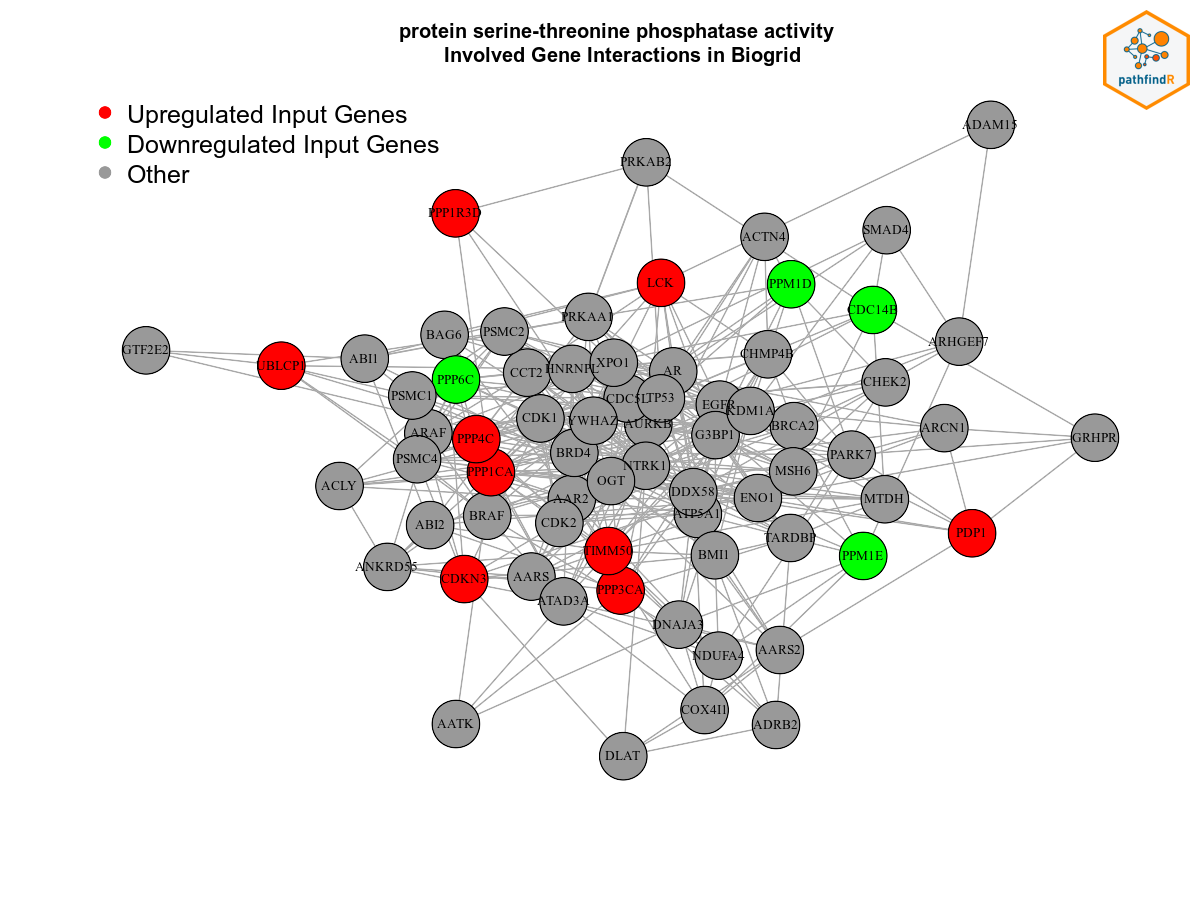 protein serine-threonine phosphatase activity
Involved Gene Interactions in Biogrid
pathfindR
Upregulated Input Genes
Downregulated Input Genes
Other
ADAM15
PRKAB2
PPP1R3D
SMAD4
ACTN4
LCK
PPM1D
CDC14B
PRKAA1
PSMC2
BAG6
ARHGEF7
GTF2E2
ABI1
CHMP4B
XPO1
UBLCP1
HNRNPL
AR
CCT2
PPP6C
CHEK2
PSMC1
CDC5L
TP53
EGFR
KDM1A
CDK1
YWHAZ
AURKB
BRCA2
ARCN1
ARAF
G3BP1
GRHPR
PPP4C
BRD4
PARK7
PSMC4
NTRK1
PPP1CA
MSH6
OGT
ACLY
DDX58
ENO1
AAR2
MTDH
ATP5A1
BRAF
CDK2
ABI2
PDP1
TARDBP
TIMM50
BMI1
PPM1E
ANKRD55
CDKN3
AARS
PPP3CA
ATAD3A
DNAJA3
AARS2
NDUFA4
COX4I1
AATK
ADRB2
DLAT